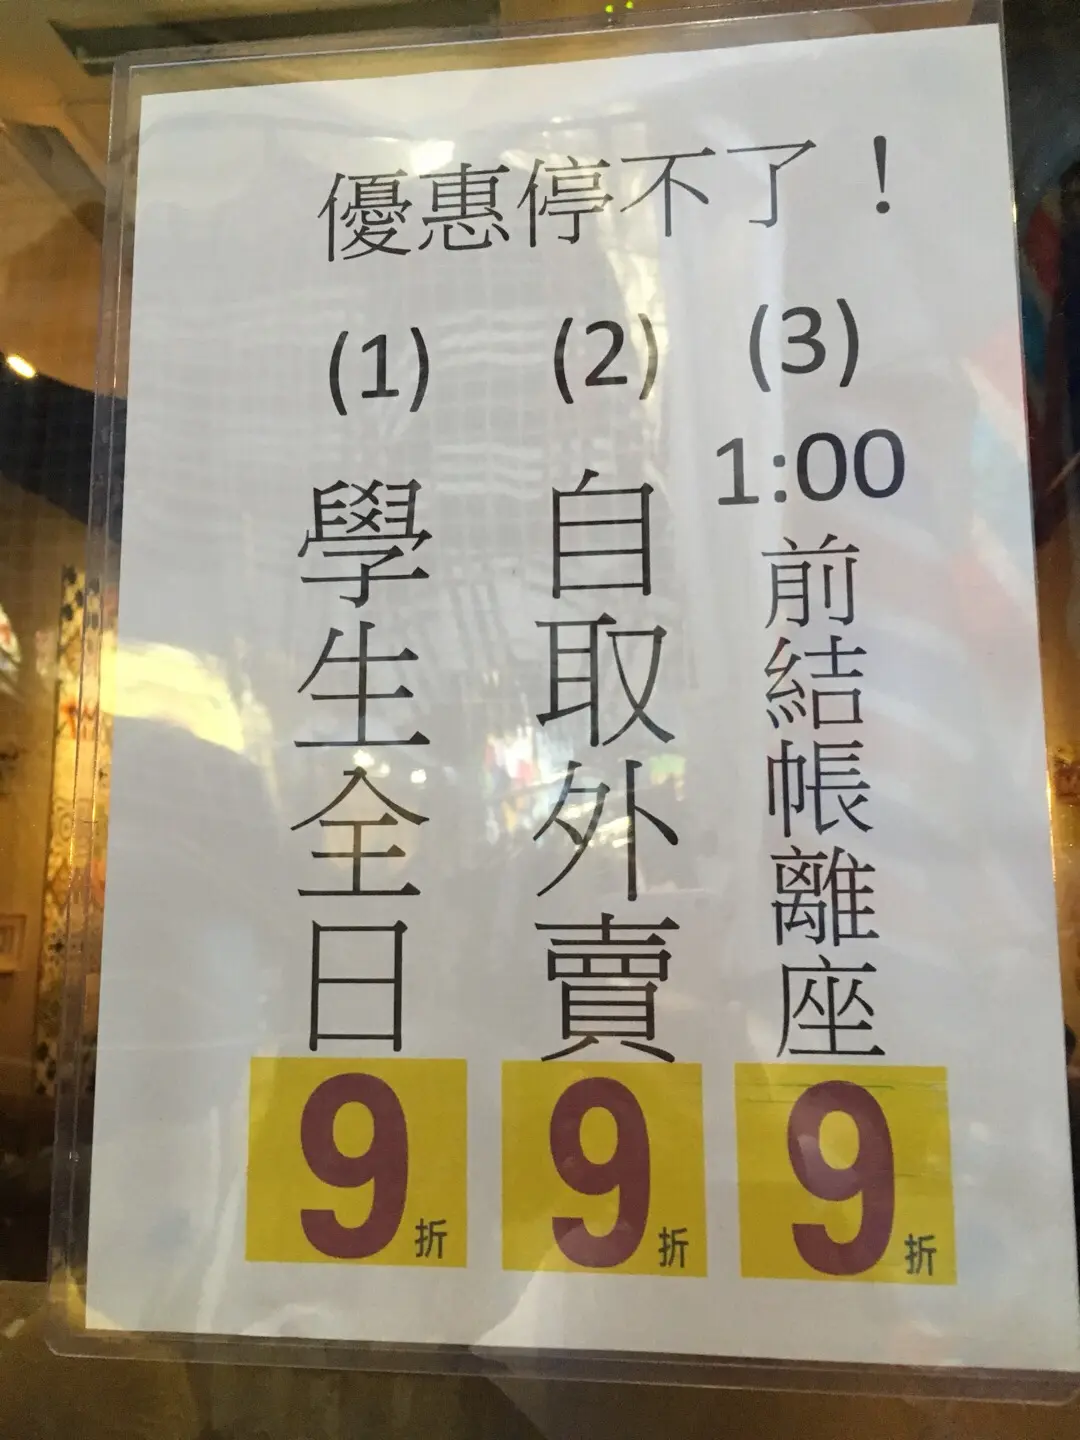 優惠停不了！
(1)
學生全日
9折
(2)
自取外賣
9折
(3)
1:00
前結帳離座
9折